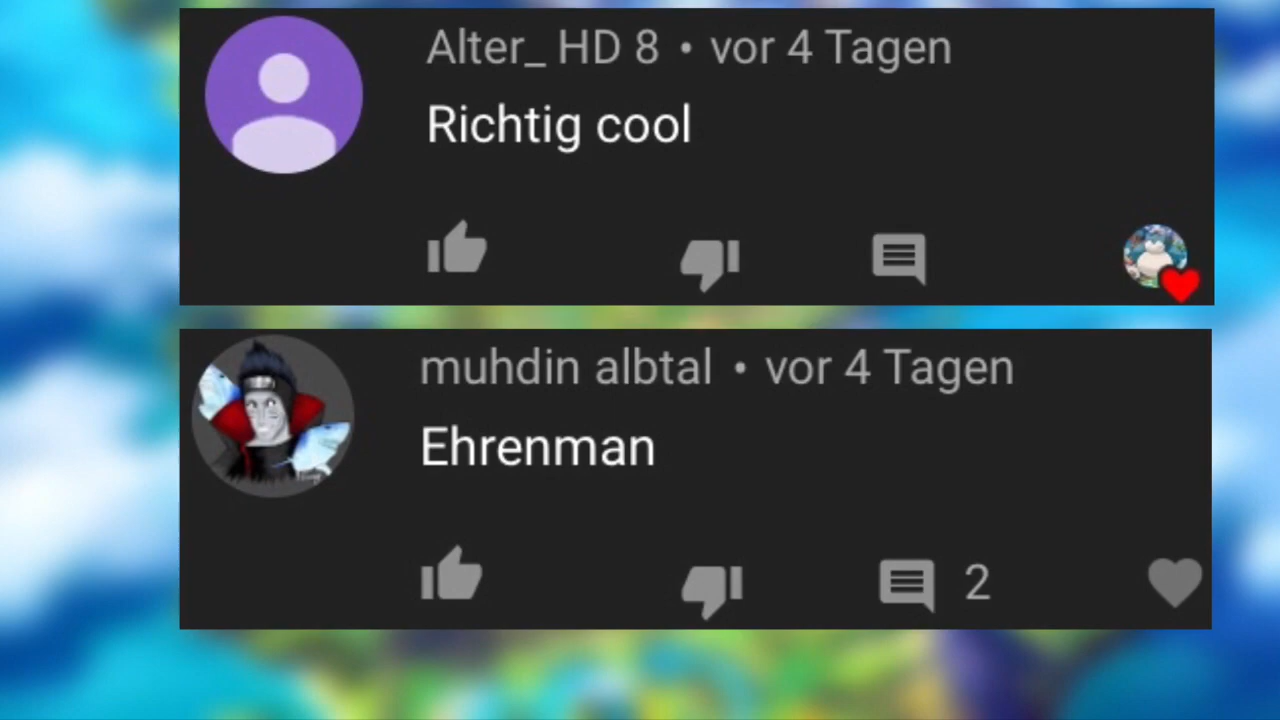 Alter_ HD 8 • vor 4 Tagen
Richtig cool
muhdin albtal • vor 4 Tagen
Ehrenman
2